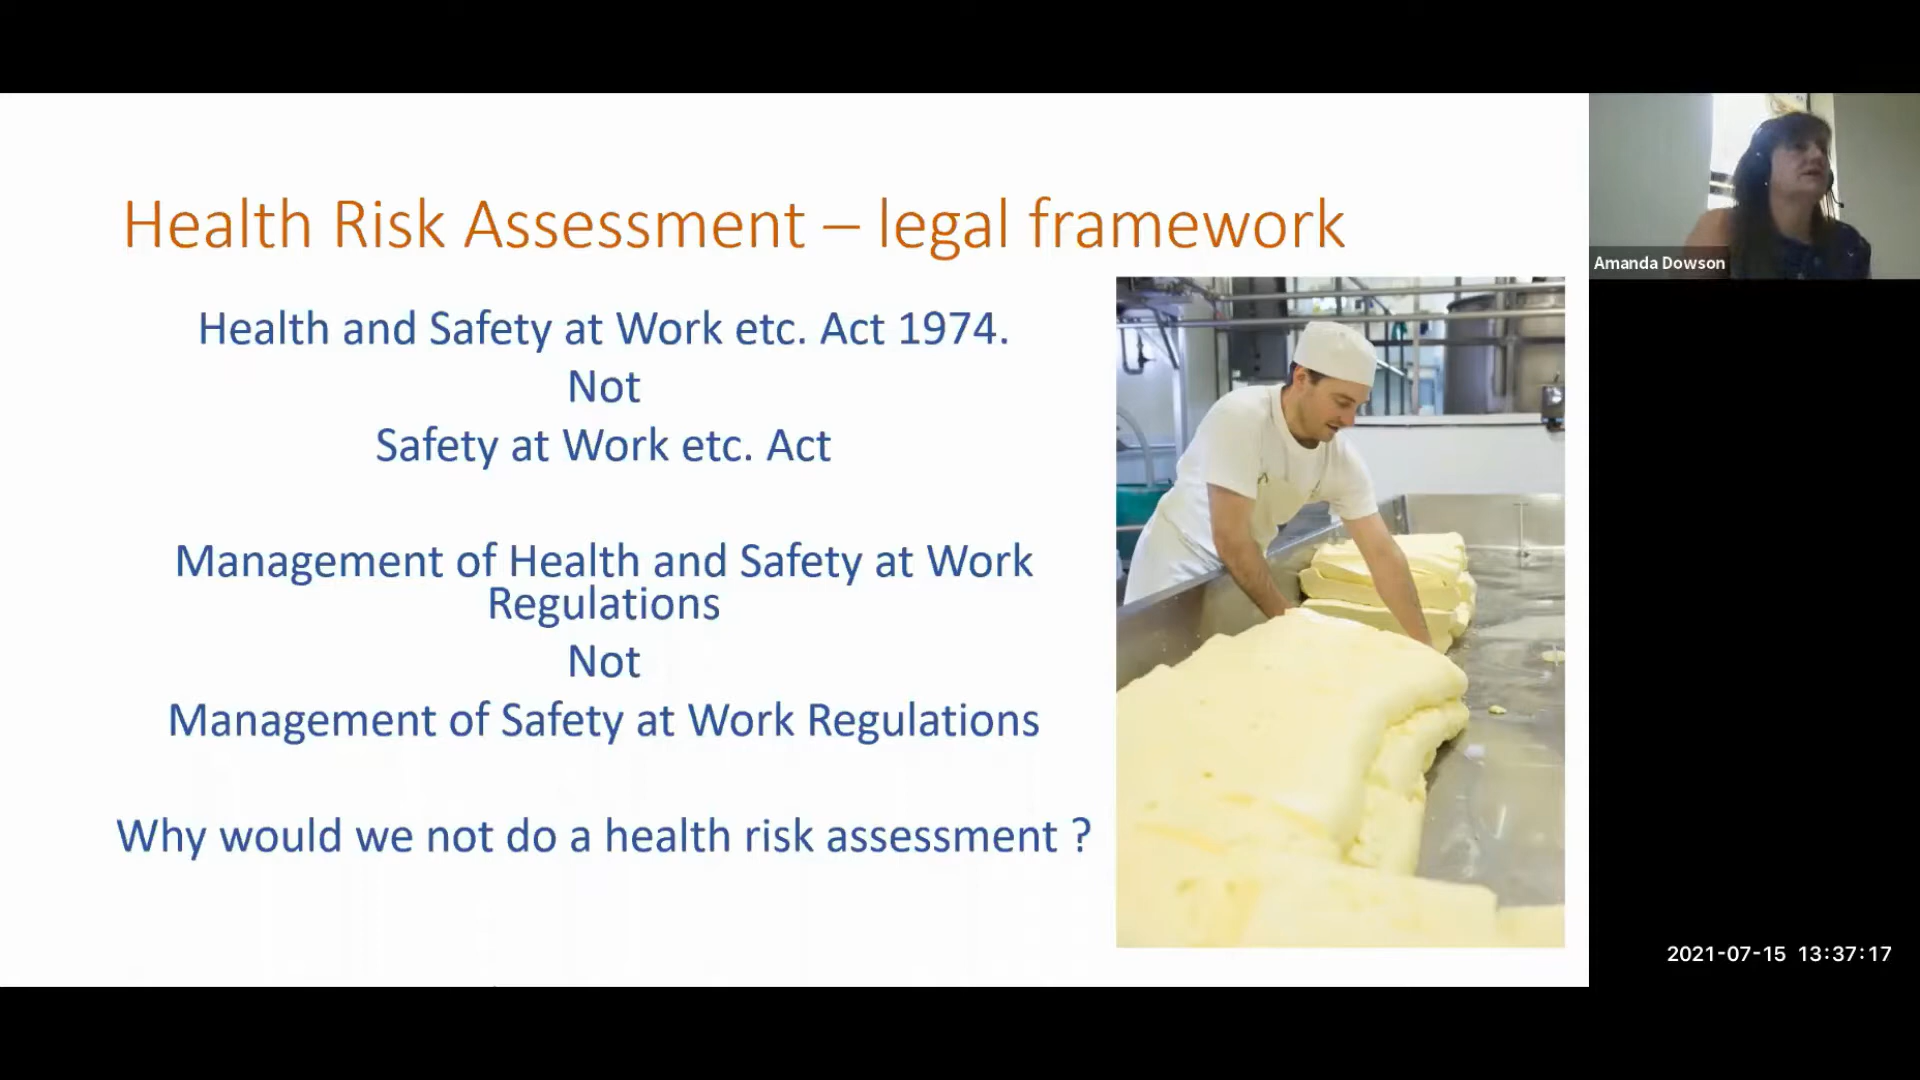 Health Risk Assessment – legal framework
Health and Safety at Work etc. Act 1974.
Not
Safety at Work etc. Act
Management of Health and Safety at Work
Regulations
Not
Management of Safety at Work Regulations
Why would we not do a health risk assessment ?
Amanda Dowson
2021-07-15 13:37:17